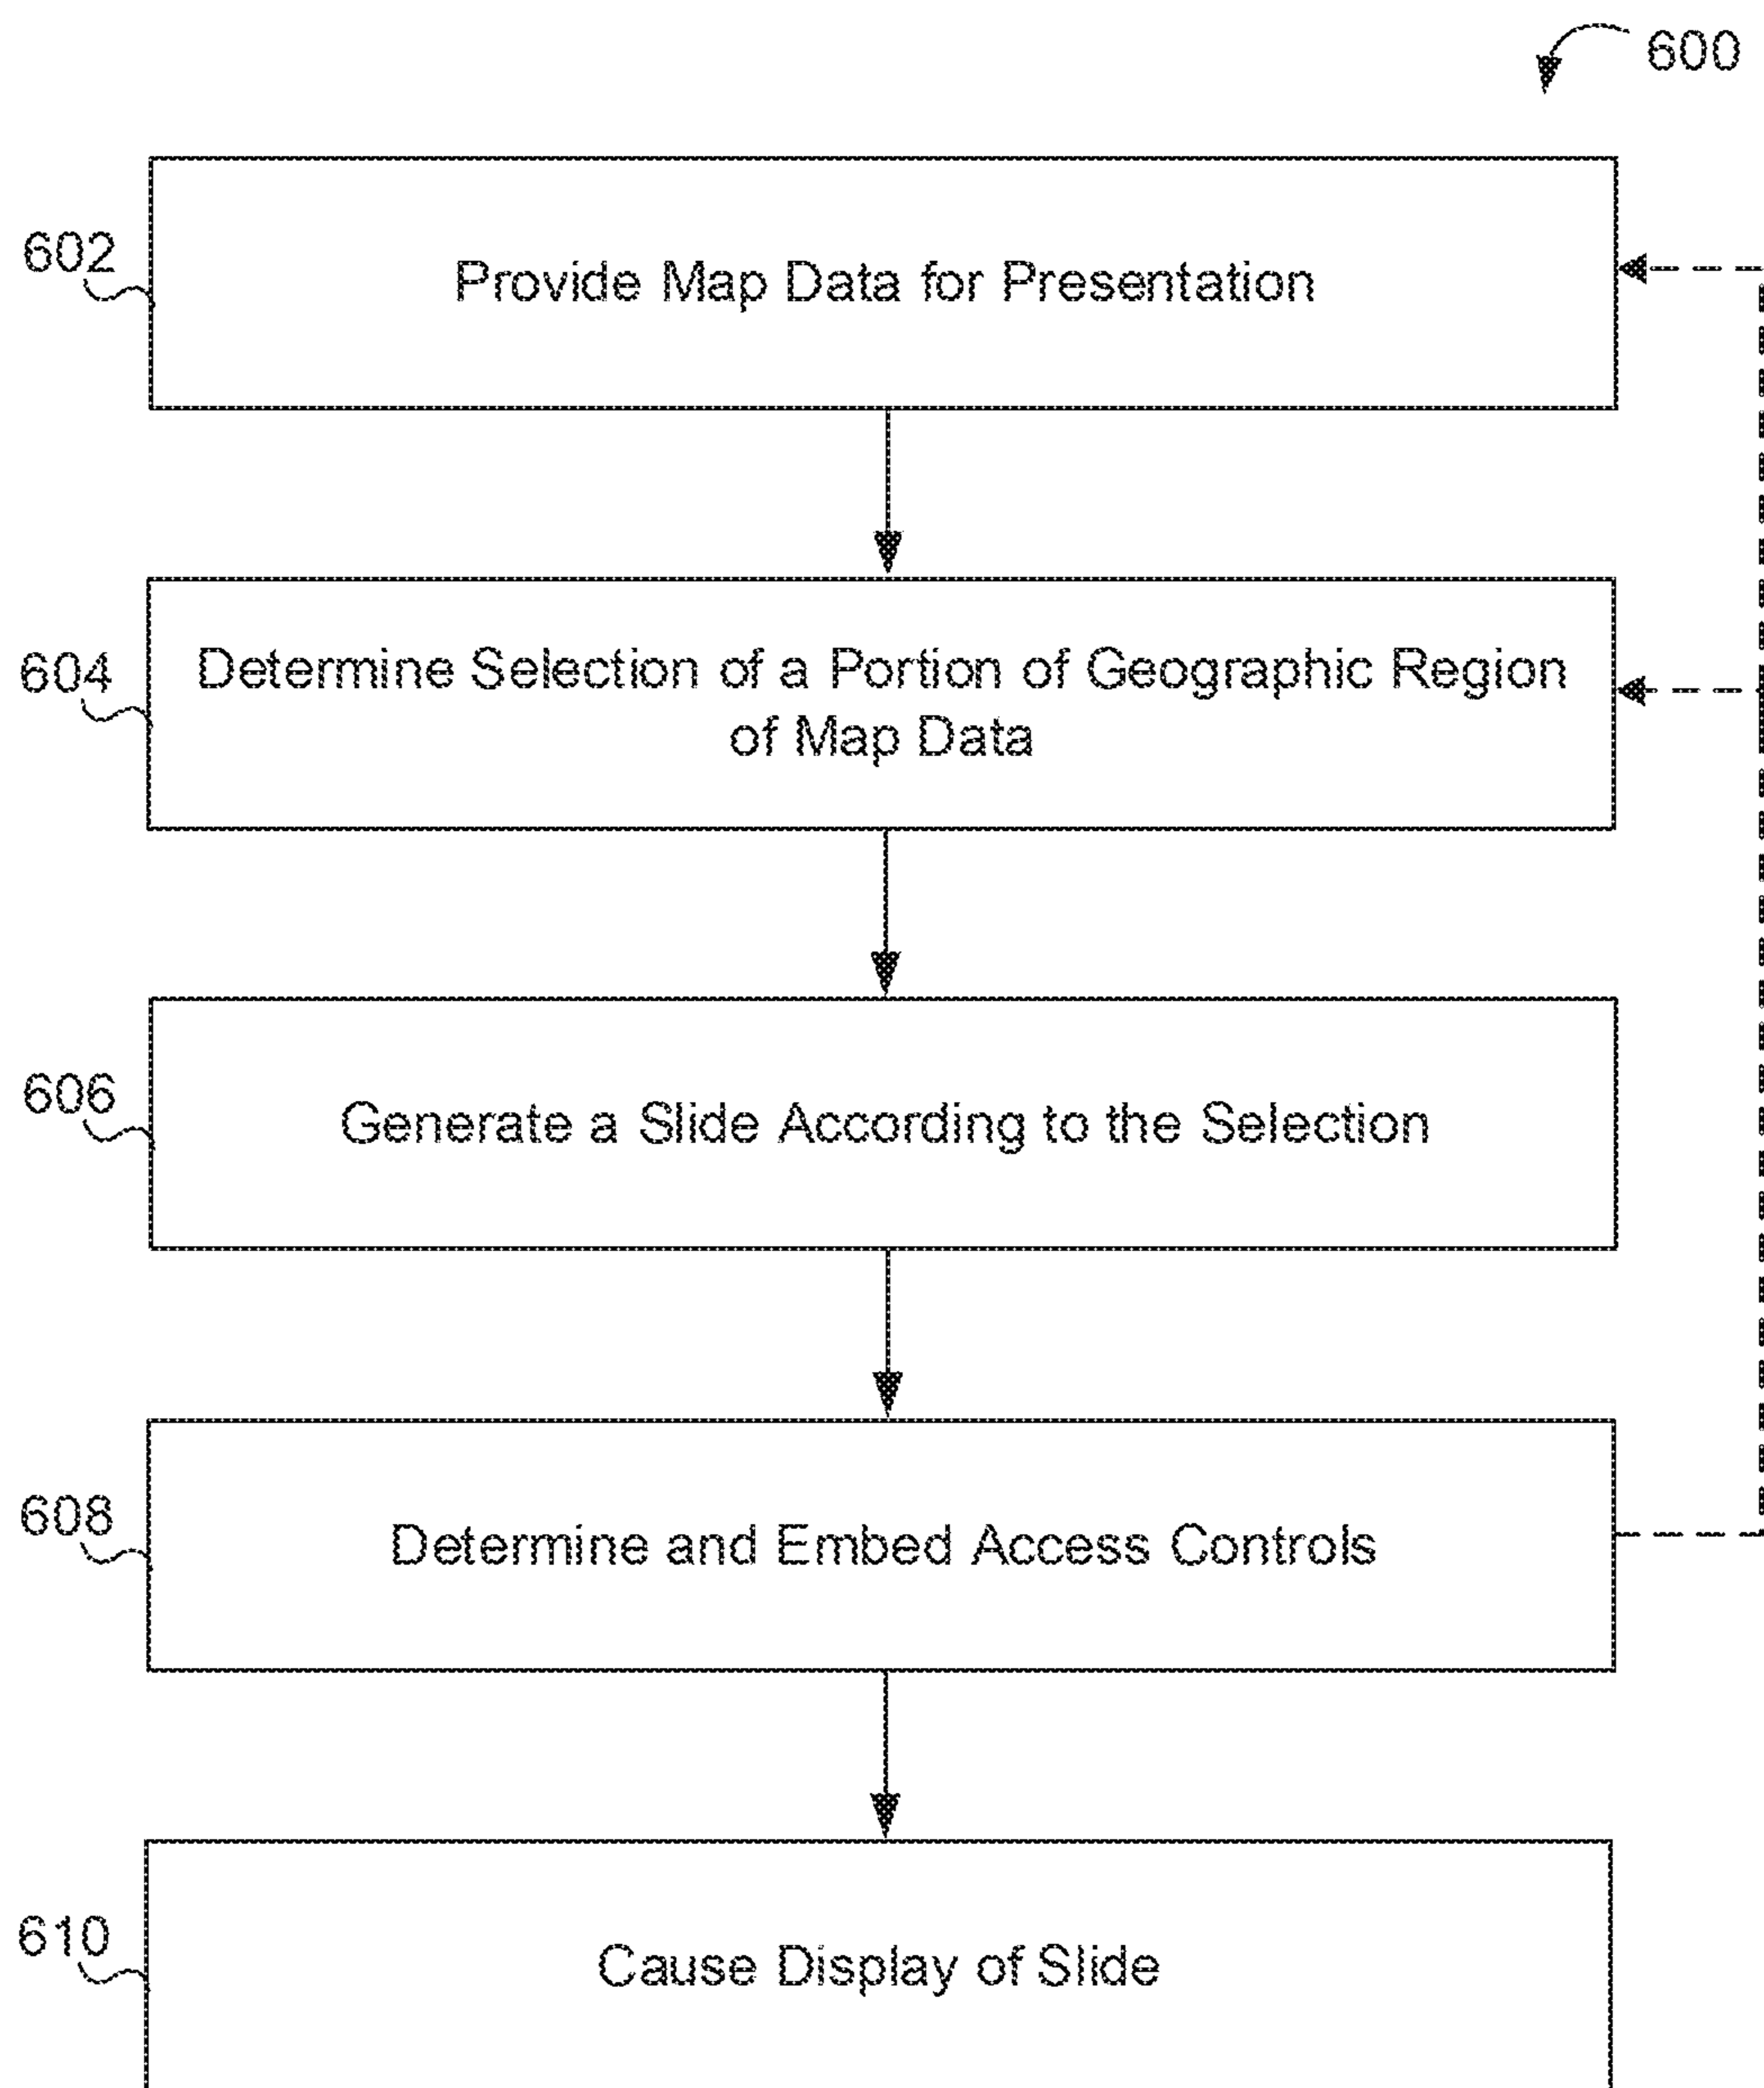 600
602
Provide Map Data for Presentation
604
Determine Selection of a Portion of Geographic Region
of Map Data
606
Generate a Slide According to the Selection
608
Determine and Embed Access Controls
610
Cause Display of Slide